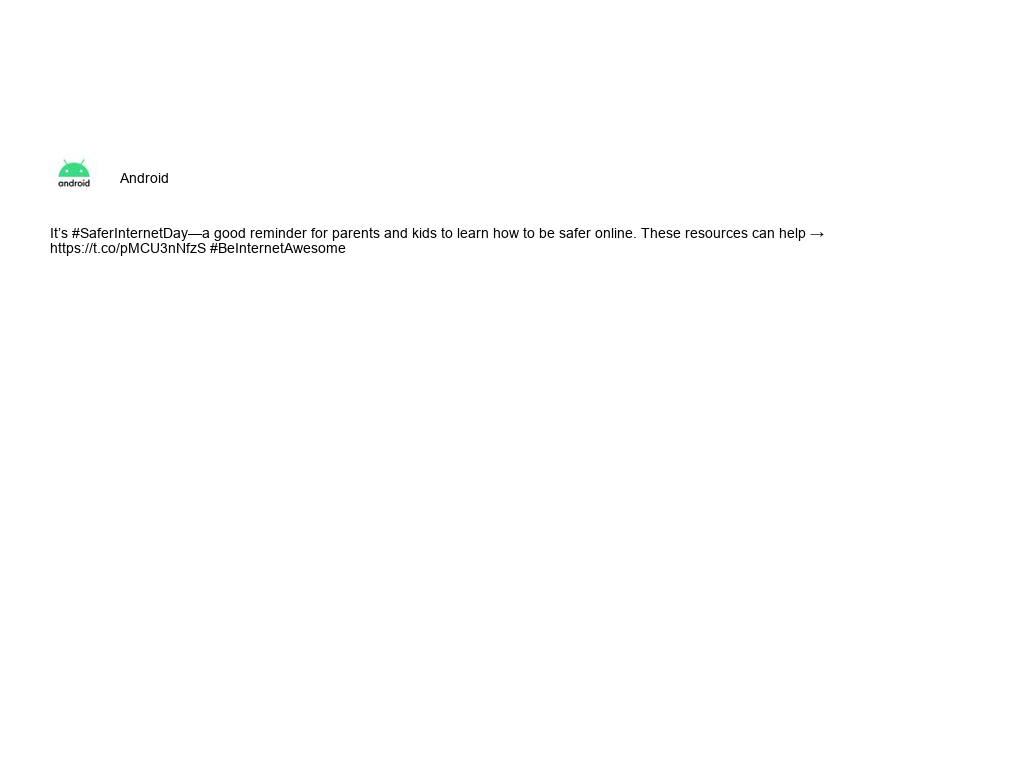 android
Android
It’s #SaferInternetDay—a good reminder for parents and kids to learn how to be safer online. These resources can help →
https://t.co/pMCU3nNfzS #BeInternetAwesome